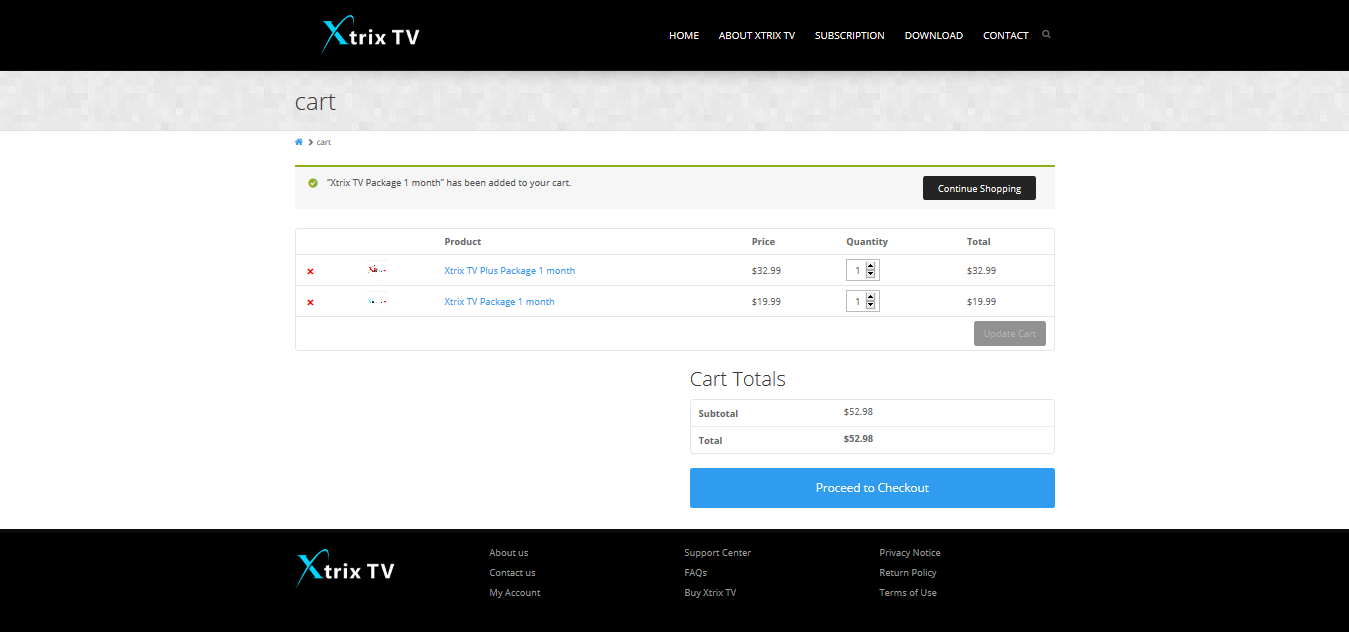 Xtrix TV
HOME ABOUT XTRIX TV SUBSCRIPTION DOWNLOAD CONTACT
cart
cart
“Xtrix TV Package 1 month” has been added to your cart.
Continue Shopping
Product Price Quantity Total
Xtrix TV Plus Package 1 month $32.99 1 $32.99
Xtrix TV Package 1 month $19.99 1 $19.99
Update Cart
Cart Totals
Subtotal $52.98
Total $52.98
Proceed to Checkout
Xtrix TV
About us Support Center Privacy Notice
Contact us FAQs Return Policy
My Account Buy Xtrix TV Terms of Use